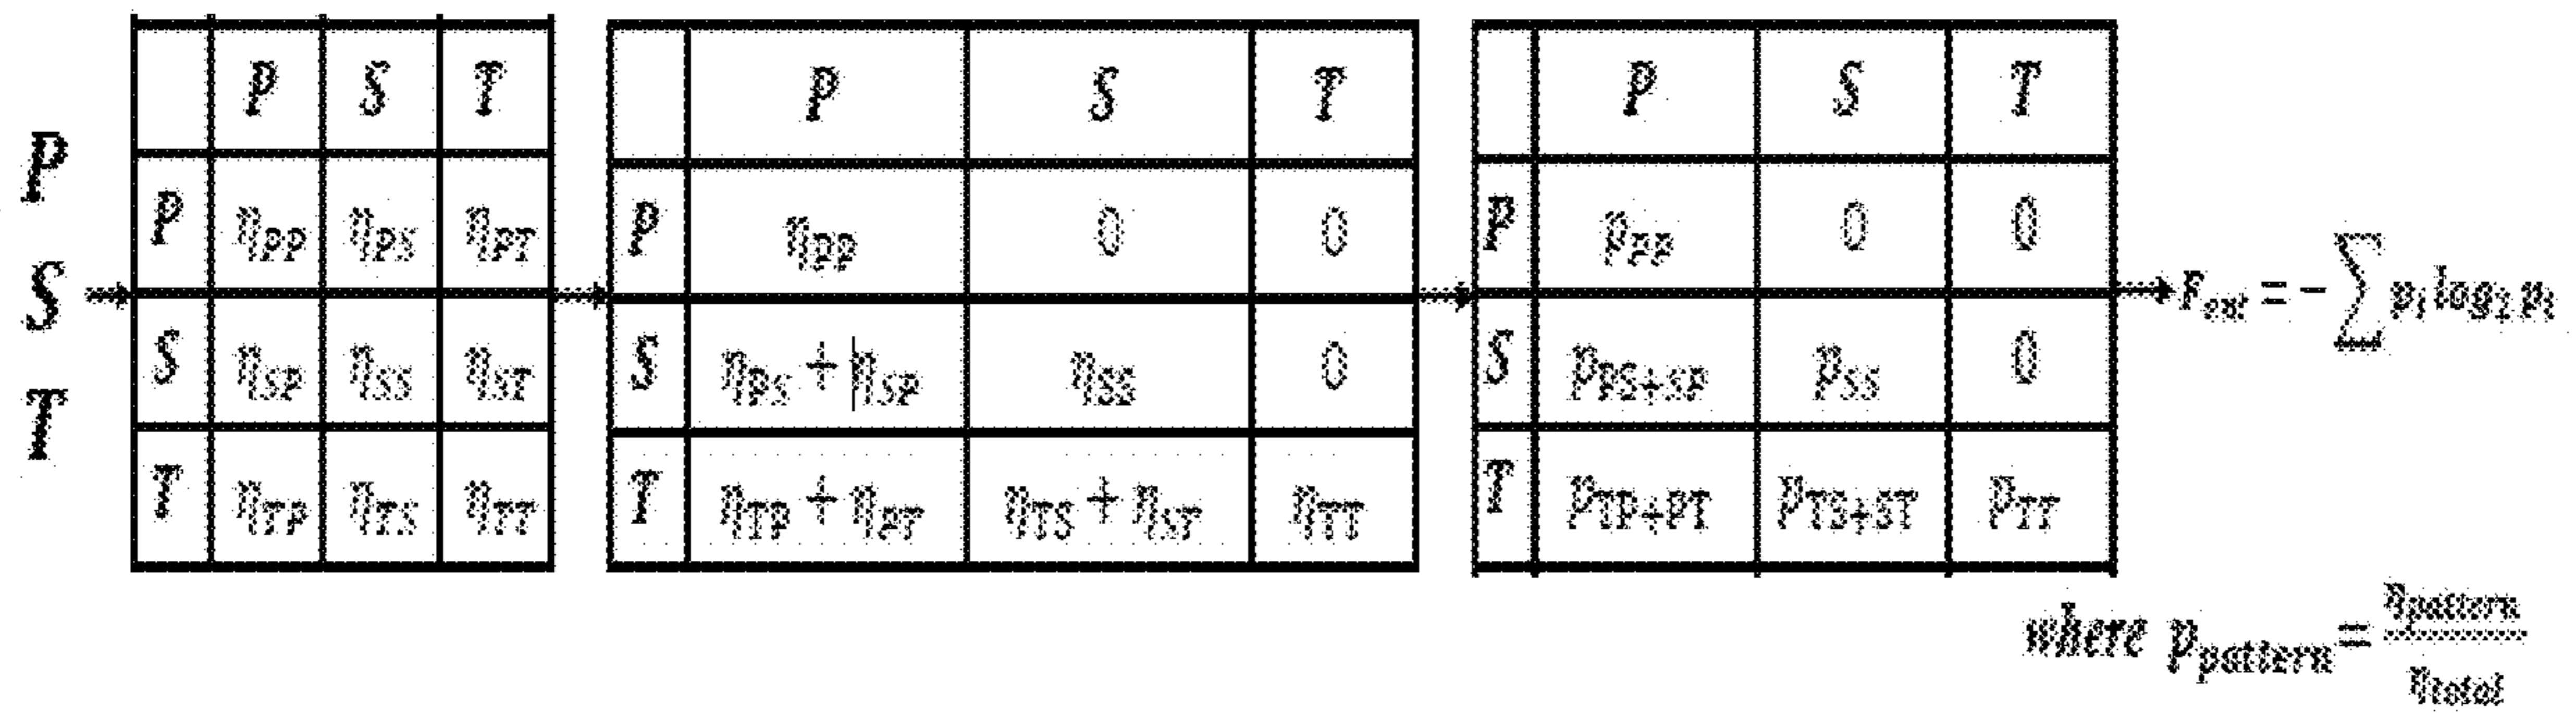 P
S
T
P S T
P η_PP η_PS η_PT
S η_SP η_SS η_ST
T η_TP η_TS η_TT
P S T
P η_PP 0 0
S η_PS + η_SP η_SS 0
T η_TP + η_PT η_TS + η_ST η_TT
P S T
P p_PP 0 0
S p_PS+SP p_SS 0
T p_TP+PT p_TS+ST p_TT
= − ∑ p_i log_2 p_i
where p_pattern = η_pattern / η_total